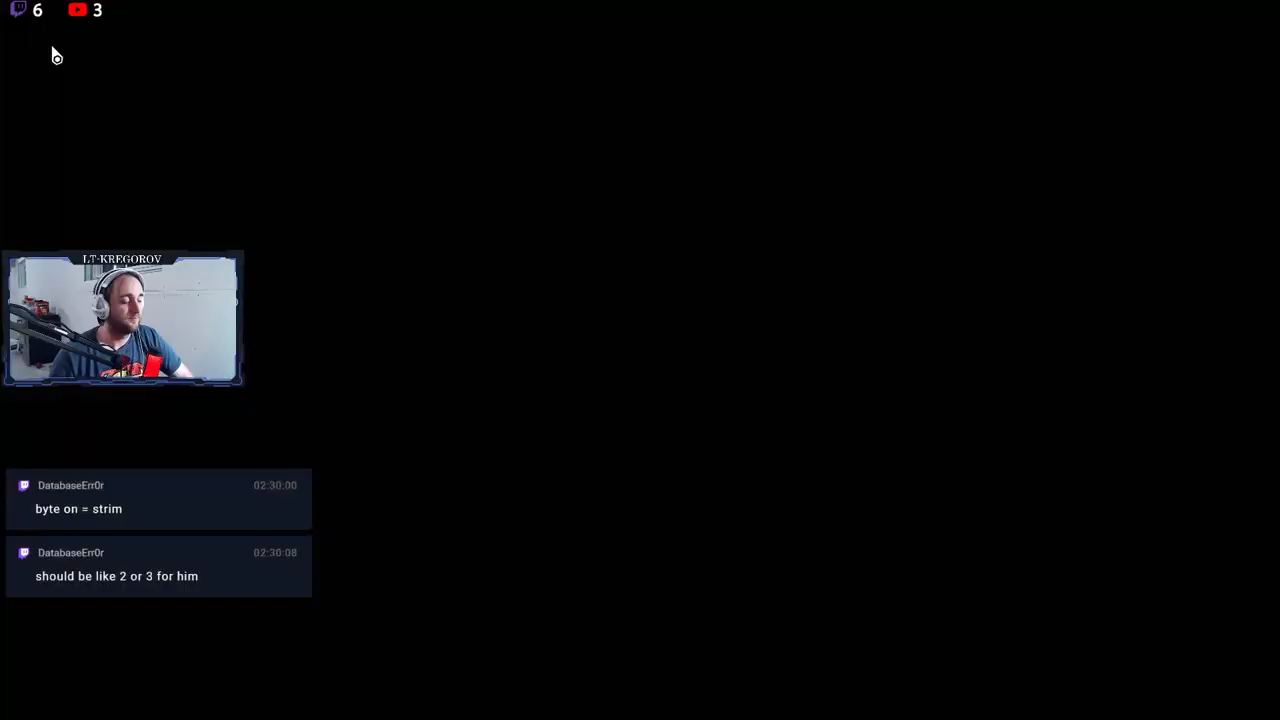 6 3
LT-KREGOROV
DatabaseErr0r 02:30:00
byte on = strim
DatabaseErr0r 02:30:08
should be like 2 or 3 for him